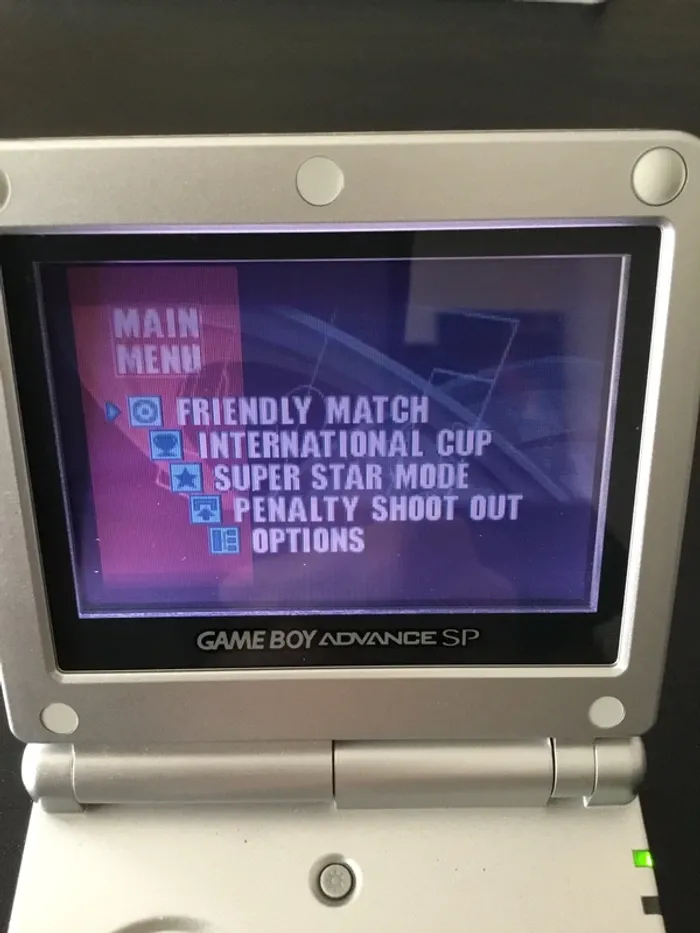 MAIN
MENU
FRIENDLY MATCH
INTERNATIONAL CUP
SUPER STAR MODE
PENALTY SHOOT OUT
OPTIONS
GAME BOY ADVANCE SP